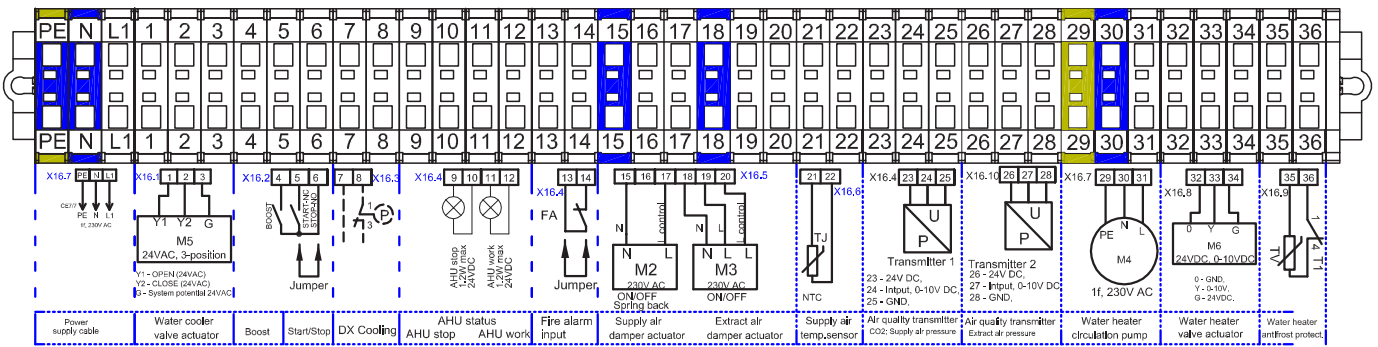 PE N L1 1 2 3 4 5 6 7 8 9 10 11 12 13 14 15 16 17 18 19 20 21 22 23 24 25 26 27 28 29 30 31 32 33 34 35 36
PE N L1 1 2 3 4 5 6 7 8 9 10 11 12 13 14 15 16 17 18 19 20 21 22 23 24 25 26 27 28 29 30 31 32 33 34 35 36
X16.7 PE N L1
PE N L1
1f, 230V AC
Power
supply cable
X16.1 1 2 3
Y1 Y2 G
M5
24VAC, 3-position
Y1 - OPEN (24VAC)
Y2 - CLOSE (24VAC)
G - System potential 24VAC
Water cooler
valve actuator
X16.2 4 5 6
BOOST
START-NC
STOP-NO
Jumper
Boost
Start/Stop
7 8 X16.3
1
3
P
DX Cooling
X16.4 9 10 11 12
AHU stop
1,2W max
24VDC
AHU work
1,2W max
24VDC
AHU status
AHU stop AHU work
X16.4 13 14
FA
Jumper
Fire alarm
input
15 16 17
N L control
M2
230V AC
ON/OFF
Spring back
Supply air
damper actuator
18 19 20 X16.5
N L L control
M3
230V AC
ON/OFF
Extract air
damper actuator
21 22 X16.6
TJ
NTC
Supply air
temp.sensor
X16.4 23 24 25
U
P
Transmitter 1
23 - 24V DC,
24 - Intput, 0-10V DC,
25 - GND,
Air quality transmitter
CO2; Supply air pressure
X16.10 26 27 28
U
P
Transmitter 2
26 - 24V DC,
27 - Intput, 0-10V DC
28 - GND,
Air quality transmitter
Extract air pressure
X16.7 29 30 31
PE N L
M4
1f, 230V AC
Water heater
circulation pump
X16.8 32 33 34
0 Y G
M6
24VDC, 0-10VDC
0 - GND,
Y - 0-10V,
G - 24VDC.
Water heater
valve actuator
X16.9 35 36
TV
1
4
T1
Water heater
antifrost protect.